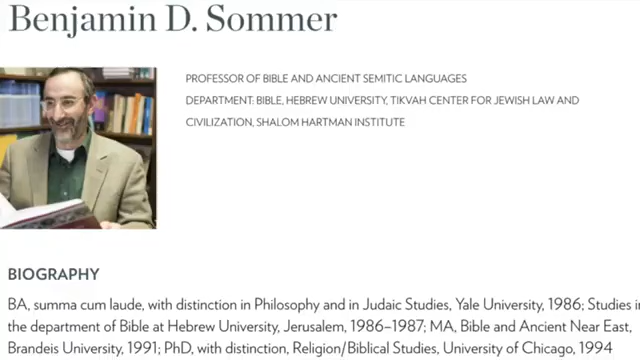 Benjamin D. Sommer
PROFESSOR OF BIBLE AND ANCIENT SEMITIC LANGUAGES
DEPARTMENT: BIBLE, HEBREW UNIVERSITY, TIKVAH CENTER FOR JEWISH LAW AND
CIVILIZATION, SHALOM HARTMAN INSTITUTE
BIOGRAPHY
BA, summa cum laude, with distinction in Philosophy and in Judaic Studies, Yale University, 1986; Studies in
the department of Bible at Hebrew University, Jerusalem, 1986–1987; MA, Bible and Ancient Near East,
Brandeis University, 1991; PhD, with distinction, Religion/Biblical Studies, University of Chicago, 1994